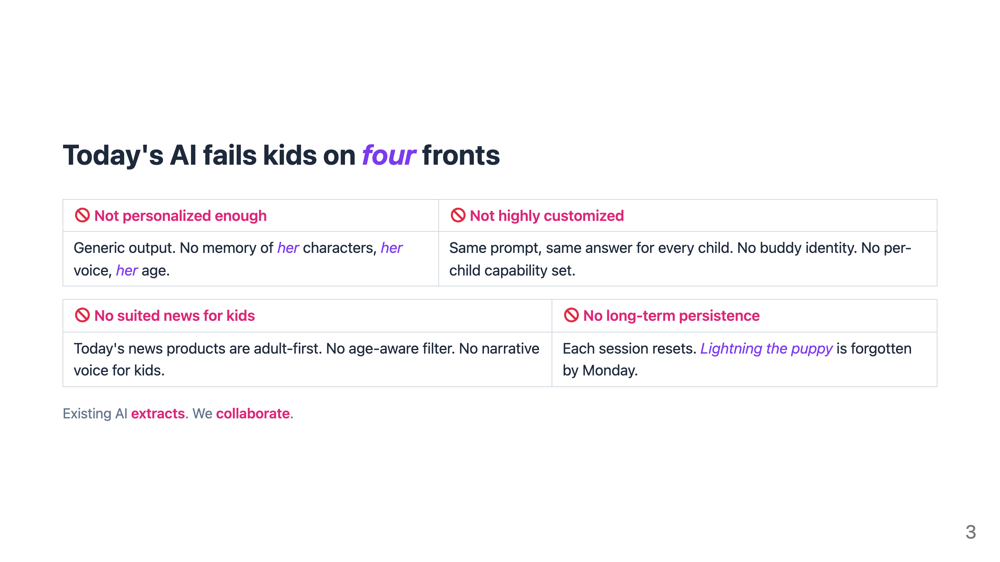 Today's AI fails kids on four fronts
🚫 Not personalized enough
🚫 Not highly customized
Generic output. No memory of her characters, her
voice, her age.
Same prompt, same answer for every child. No buddy identity. No per-
child capability set.
🚫 No suited news for kids
🚫 No long-term persistence
Today's news products are adult-first. No age-aware filter. No narrative
voice for kids.
Each session resets. Lightning the puppy is forgotten
by Monday.
Existing AI extracts. We collaborate.
3